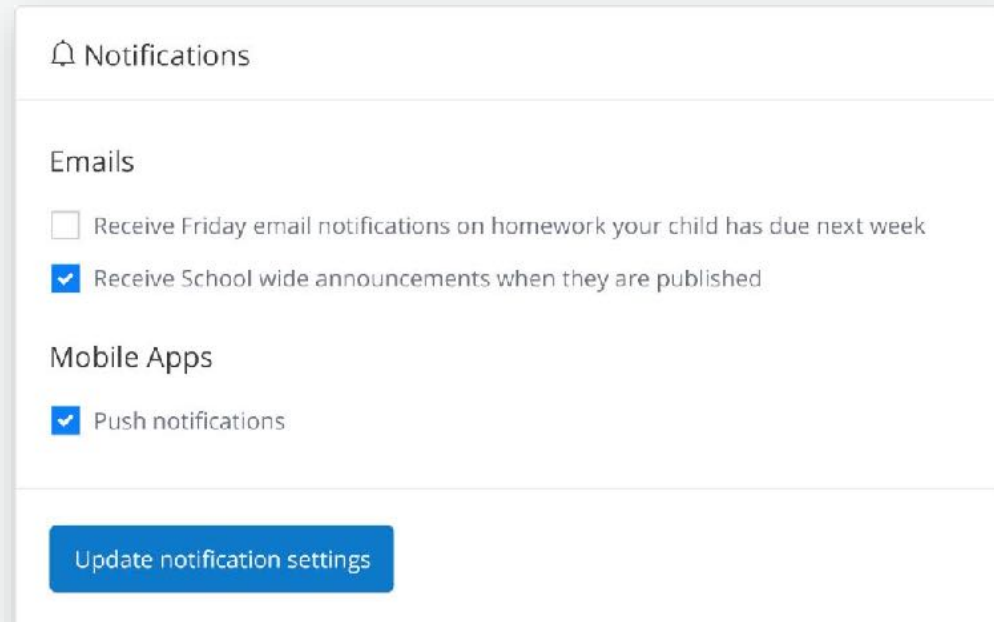 Notifications
Emails
Receive Friday email notifications on homework your child has due next week
Receive School wide announcements when they are published
Mobile Apps
Push notifications
Update notification settings